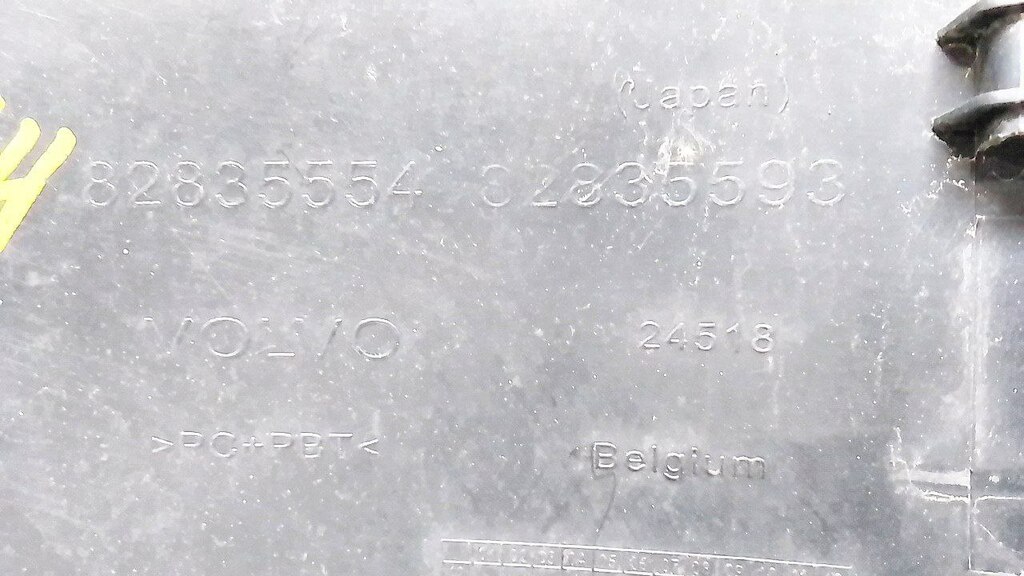 (Japan)
82835554 82835593
VOLVO 24518
>PC+PBT< Belgium